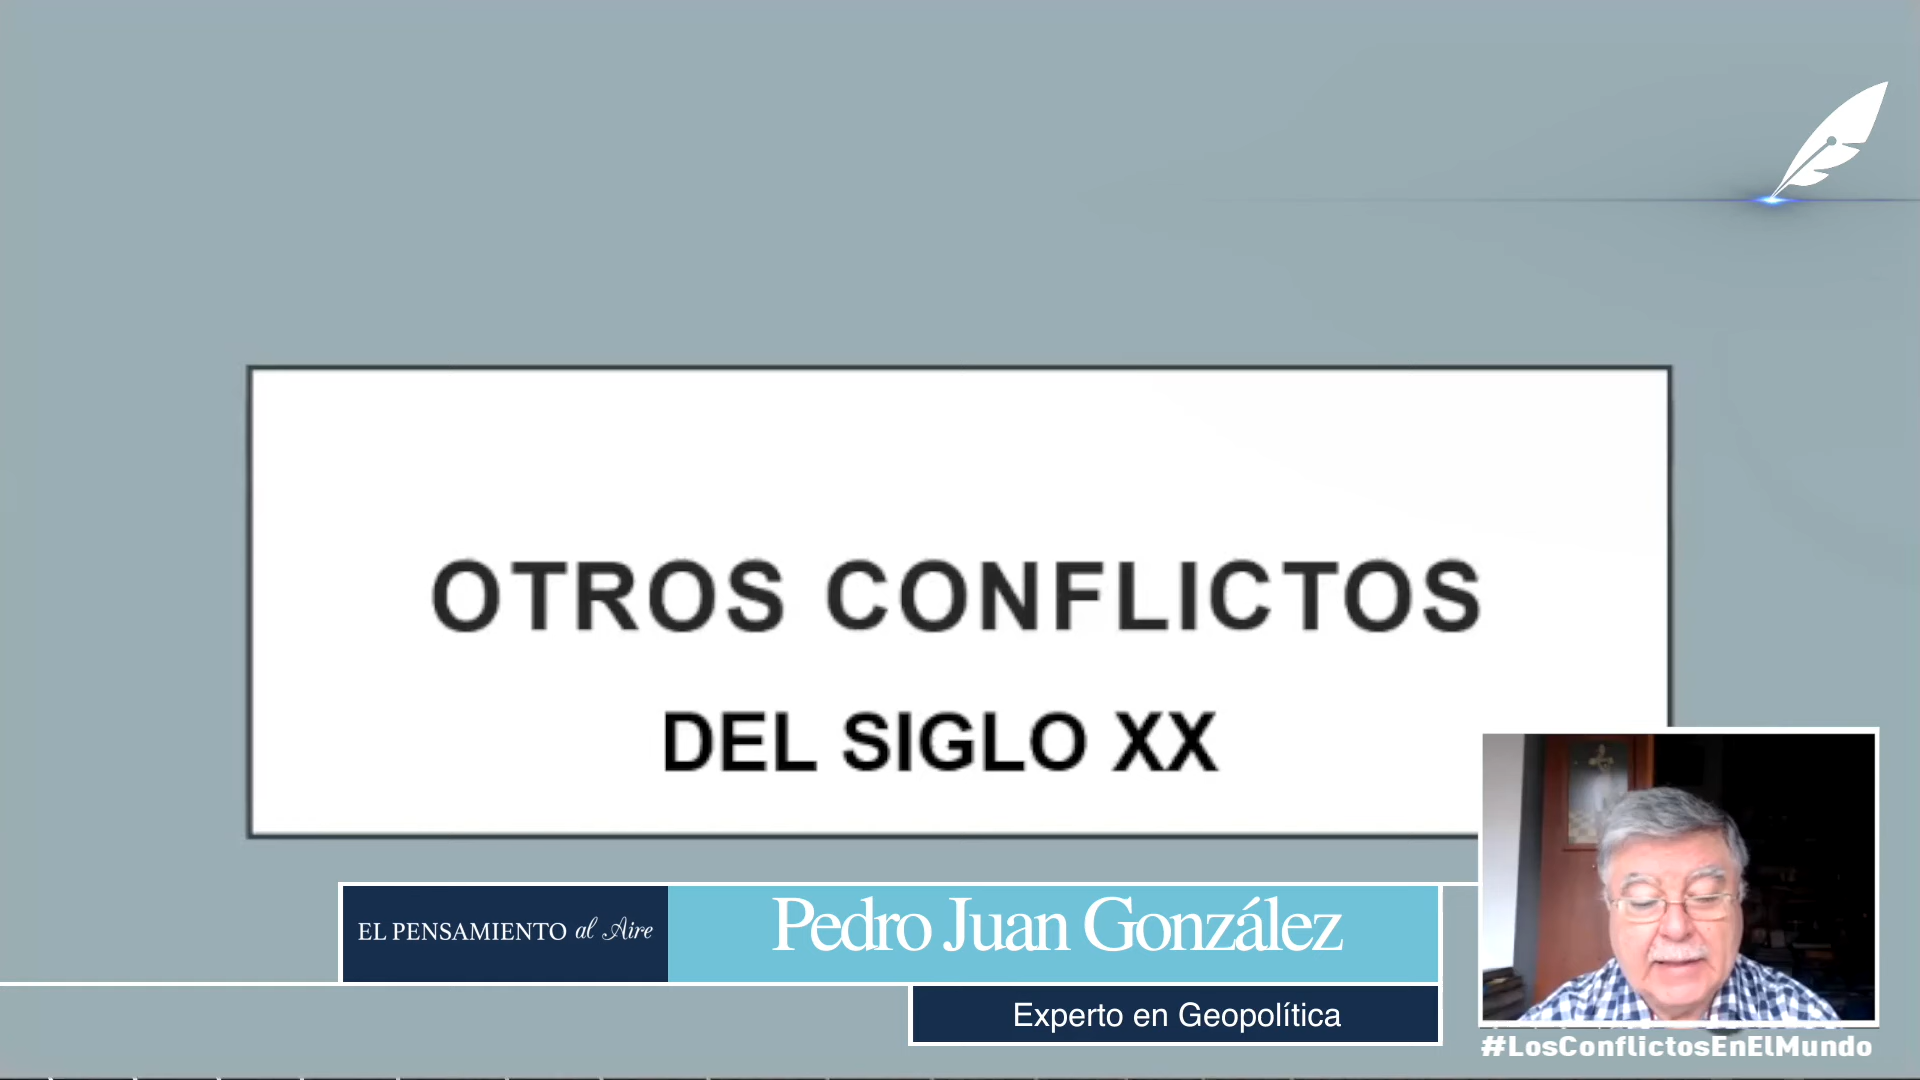 OTROS CONFLICTOS
DEL SIGLO XX
EL PENSAMIENTO al Aire
Pedro Juan González
Experto en Geopolítica
#LosConflictosEnElMundo